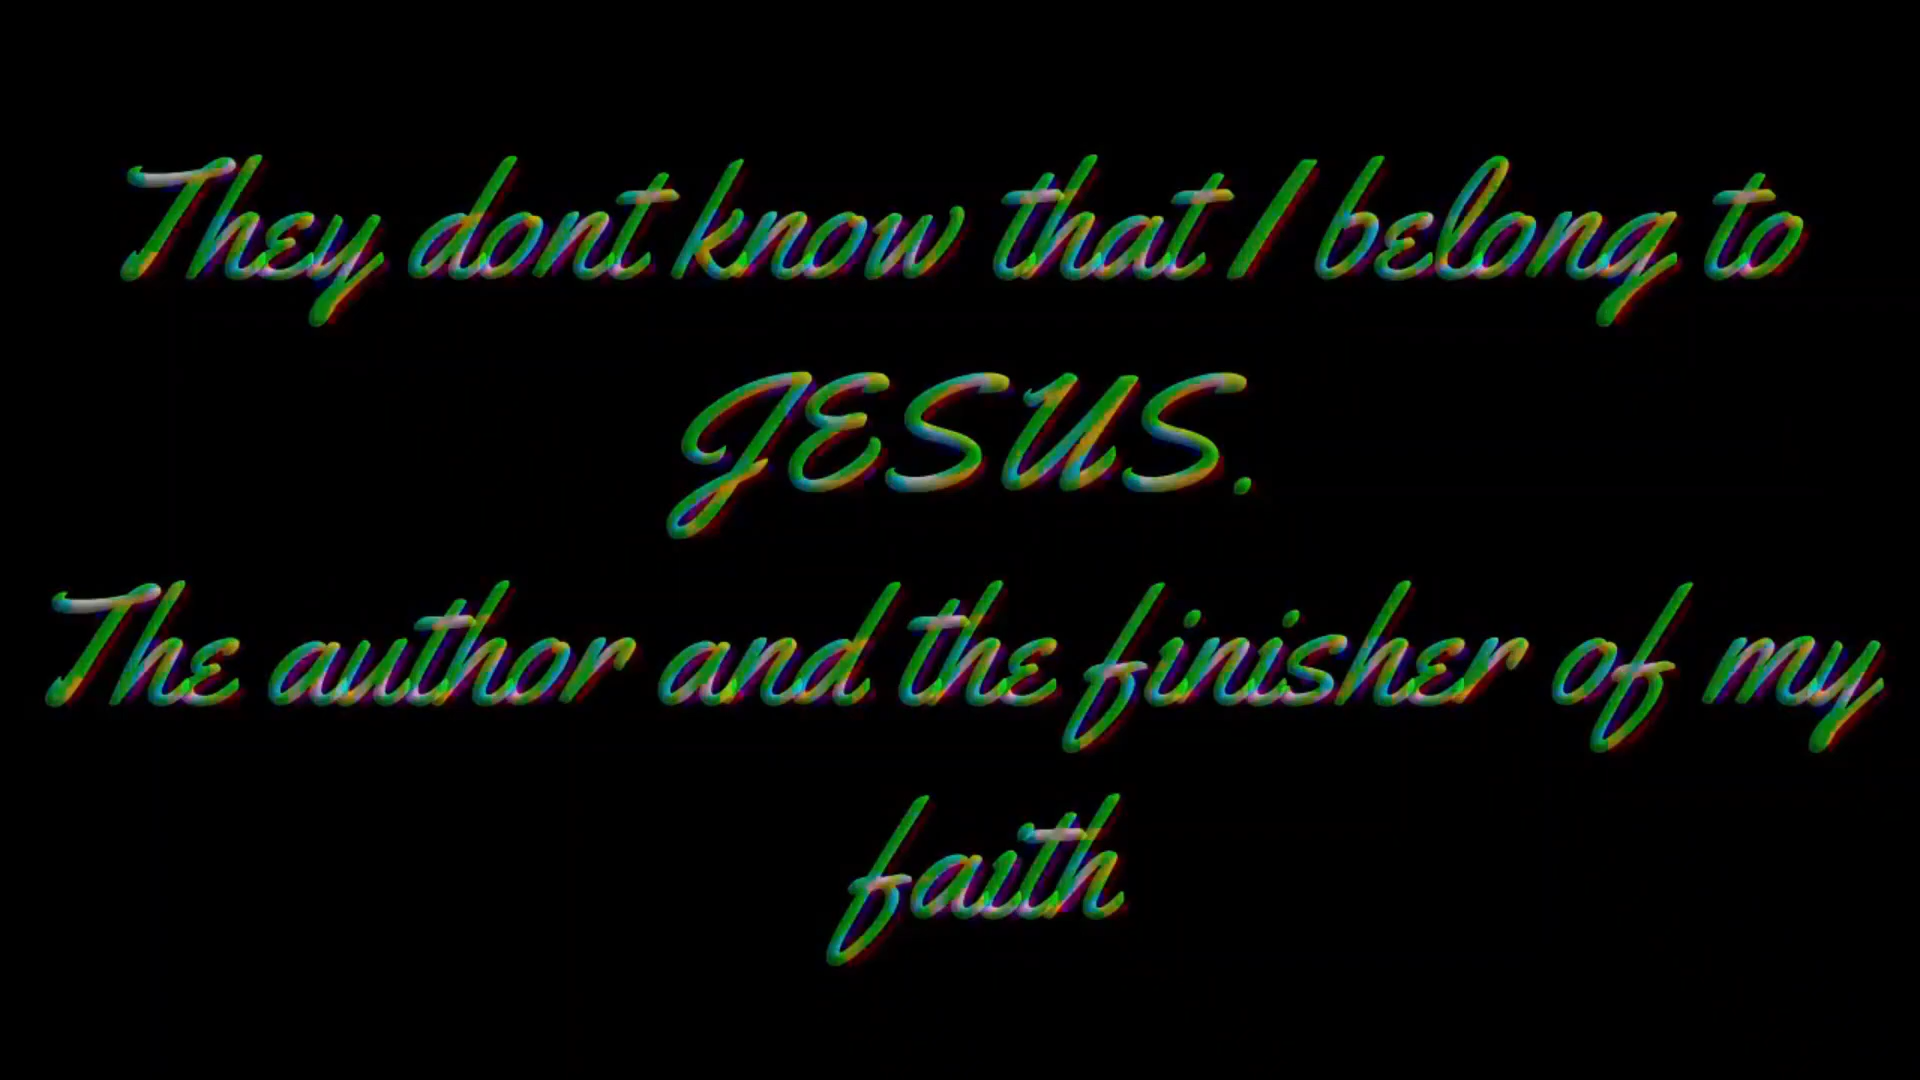 They dont know that I belong to
JESUS.
The author and the finisher of my
faith